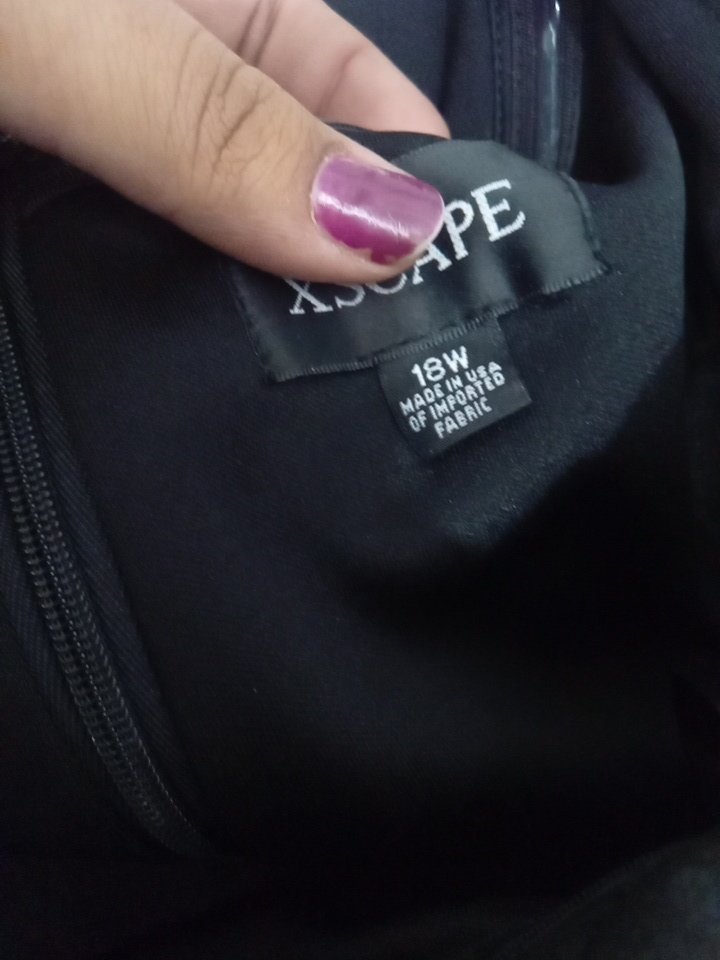 XSCAPE
18W
MADE IN USA
OF IMPORTED
FABRIC